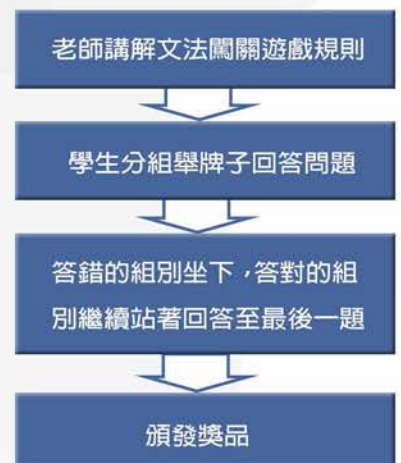 老師講解文法闖關遊戲規則
學生分組舉牌子回答問題
答錯的組別坐下，答對的組
別繼續站著回答至最後一題
頒發獎品